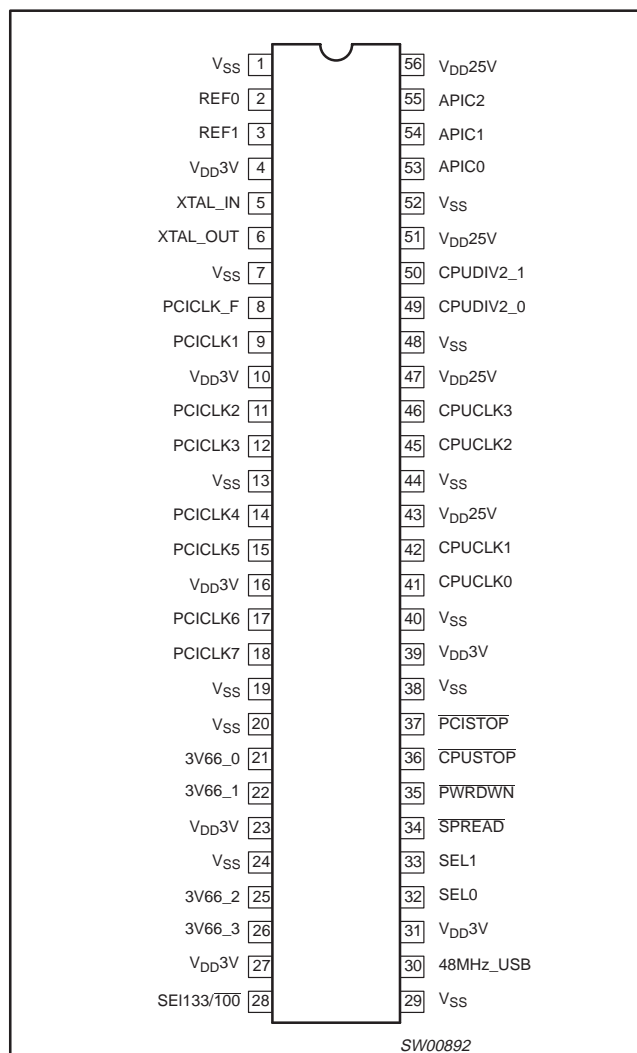 VSS 1 56 VDD25V
REF0 2 55 APIC2
REF1 3 54 APIC1
VDD3V 4 53 APIC0
XTAL_IN 5 52 VSS
XTAL_OUT 6 51 VDD25V
VSS 7 50 CPUDIV2_1
PCICLK_F 8 49 CPUDIV2_0
PCICLK1 9 48 VSS
VDD3V 10 47 VDD25V
PCICLK2 11 46 CPUCLK3
PCICLK3 12 45 CPUCLK2
VSS 13 44 VSS
PCICLK4 14 43 VDD25V
PCICLK5 15 42 CPUCLK1
VDD3V 16 41 CPUCLK0
PCICLK6 17 40 VSS
PCICLK7 18 39 VDD3V
VSS 19 38 VSS
VSS 20 37 PCISTOP
3V66_0 21 36 CPUSTOP
3V66_1 22 35 PWRDWN
VDD3V 23 34 SPREAD
VSS 24 33 SEL1
3V66_2 25 32 SEL0
3V66_3 26 31 VDD3V
VDD3V 27 30 48MHz_USB
SEl133/100 28 29 VSS
SW00892